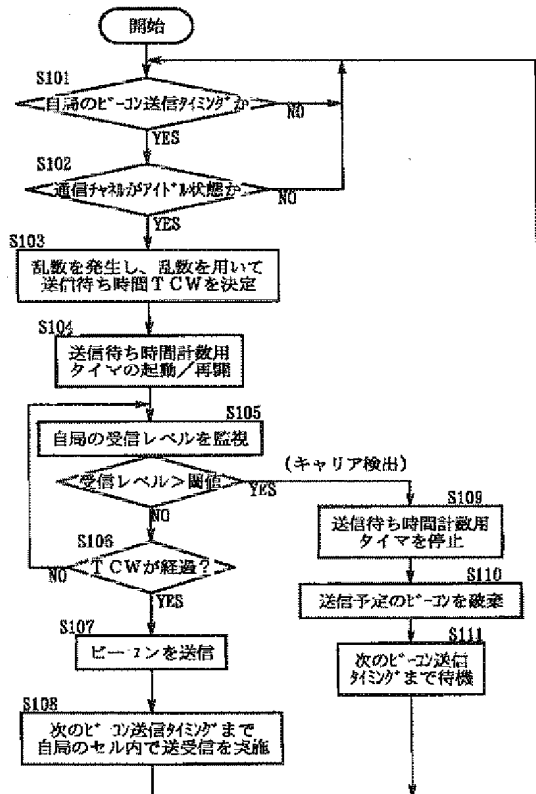 開始
S101
自局のﾋﾞｰｺﾝ送信ﾀｲﾐﾝｸﾞか
NO
YES
S102
通信ﾁｬﾈﾙがｱｲﾄﾞﾙ状態か
NO
YES
S103
乱数を発生し、乱数を用いて
送信待ち時間TCWを決定
S104
送信待ち時間計数用
タイマの起動／再開
S105
自局の受信レベルを監視
受信レベル＞閾値
YES
(キャリア検出)
NO
S106
TCWが経過?
NO
YES
S107
ビーコンを送信
S108
次のﾋﾞｰｺﾝ送信ﾀｲﾐﾝｸﾞまで
自局のセル内で送受信を実施
S109
送信待ち時間計数用
タイマを停止
S110
送信予定のﾋﾞｰｺﾝを破棄
S111
次のﾋﾞｰｺﾝ送信
ﾀｲﾐﾝｸﾞまで待機